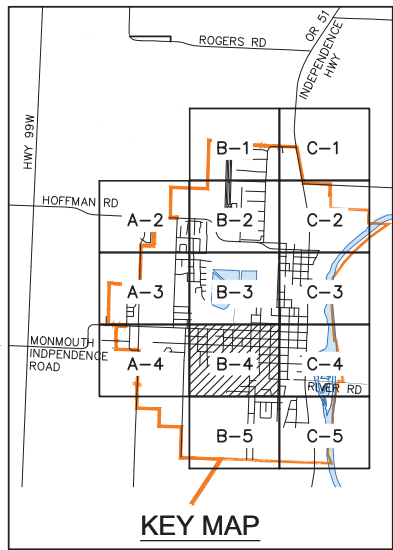 ROGERS RD
OR 51
INDEPENDENCE
HWY
HWY 99W
B-1
C-1
HOFFMAN RD
A-2
B-2
C-2
A-3
B-3
C-3
MONMOUTH
INDPENDENCE
ROAD
A-4
B-4
C-4
RIVER RD
B-5
C-5
KEY MAP